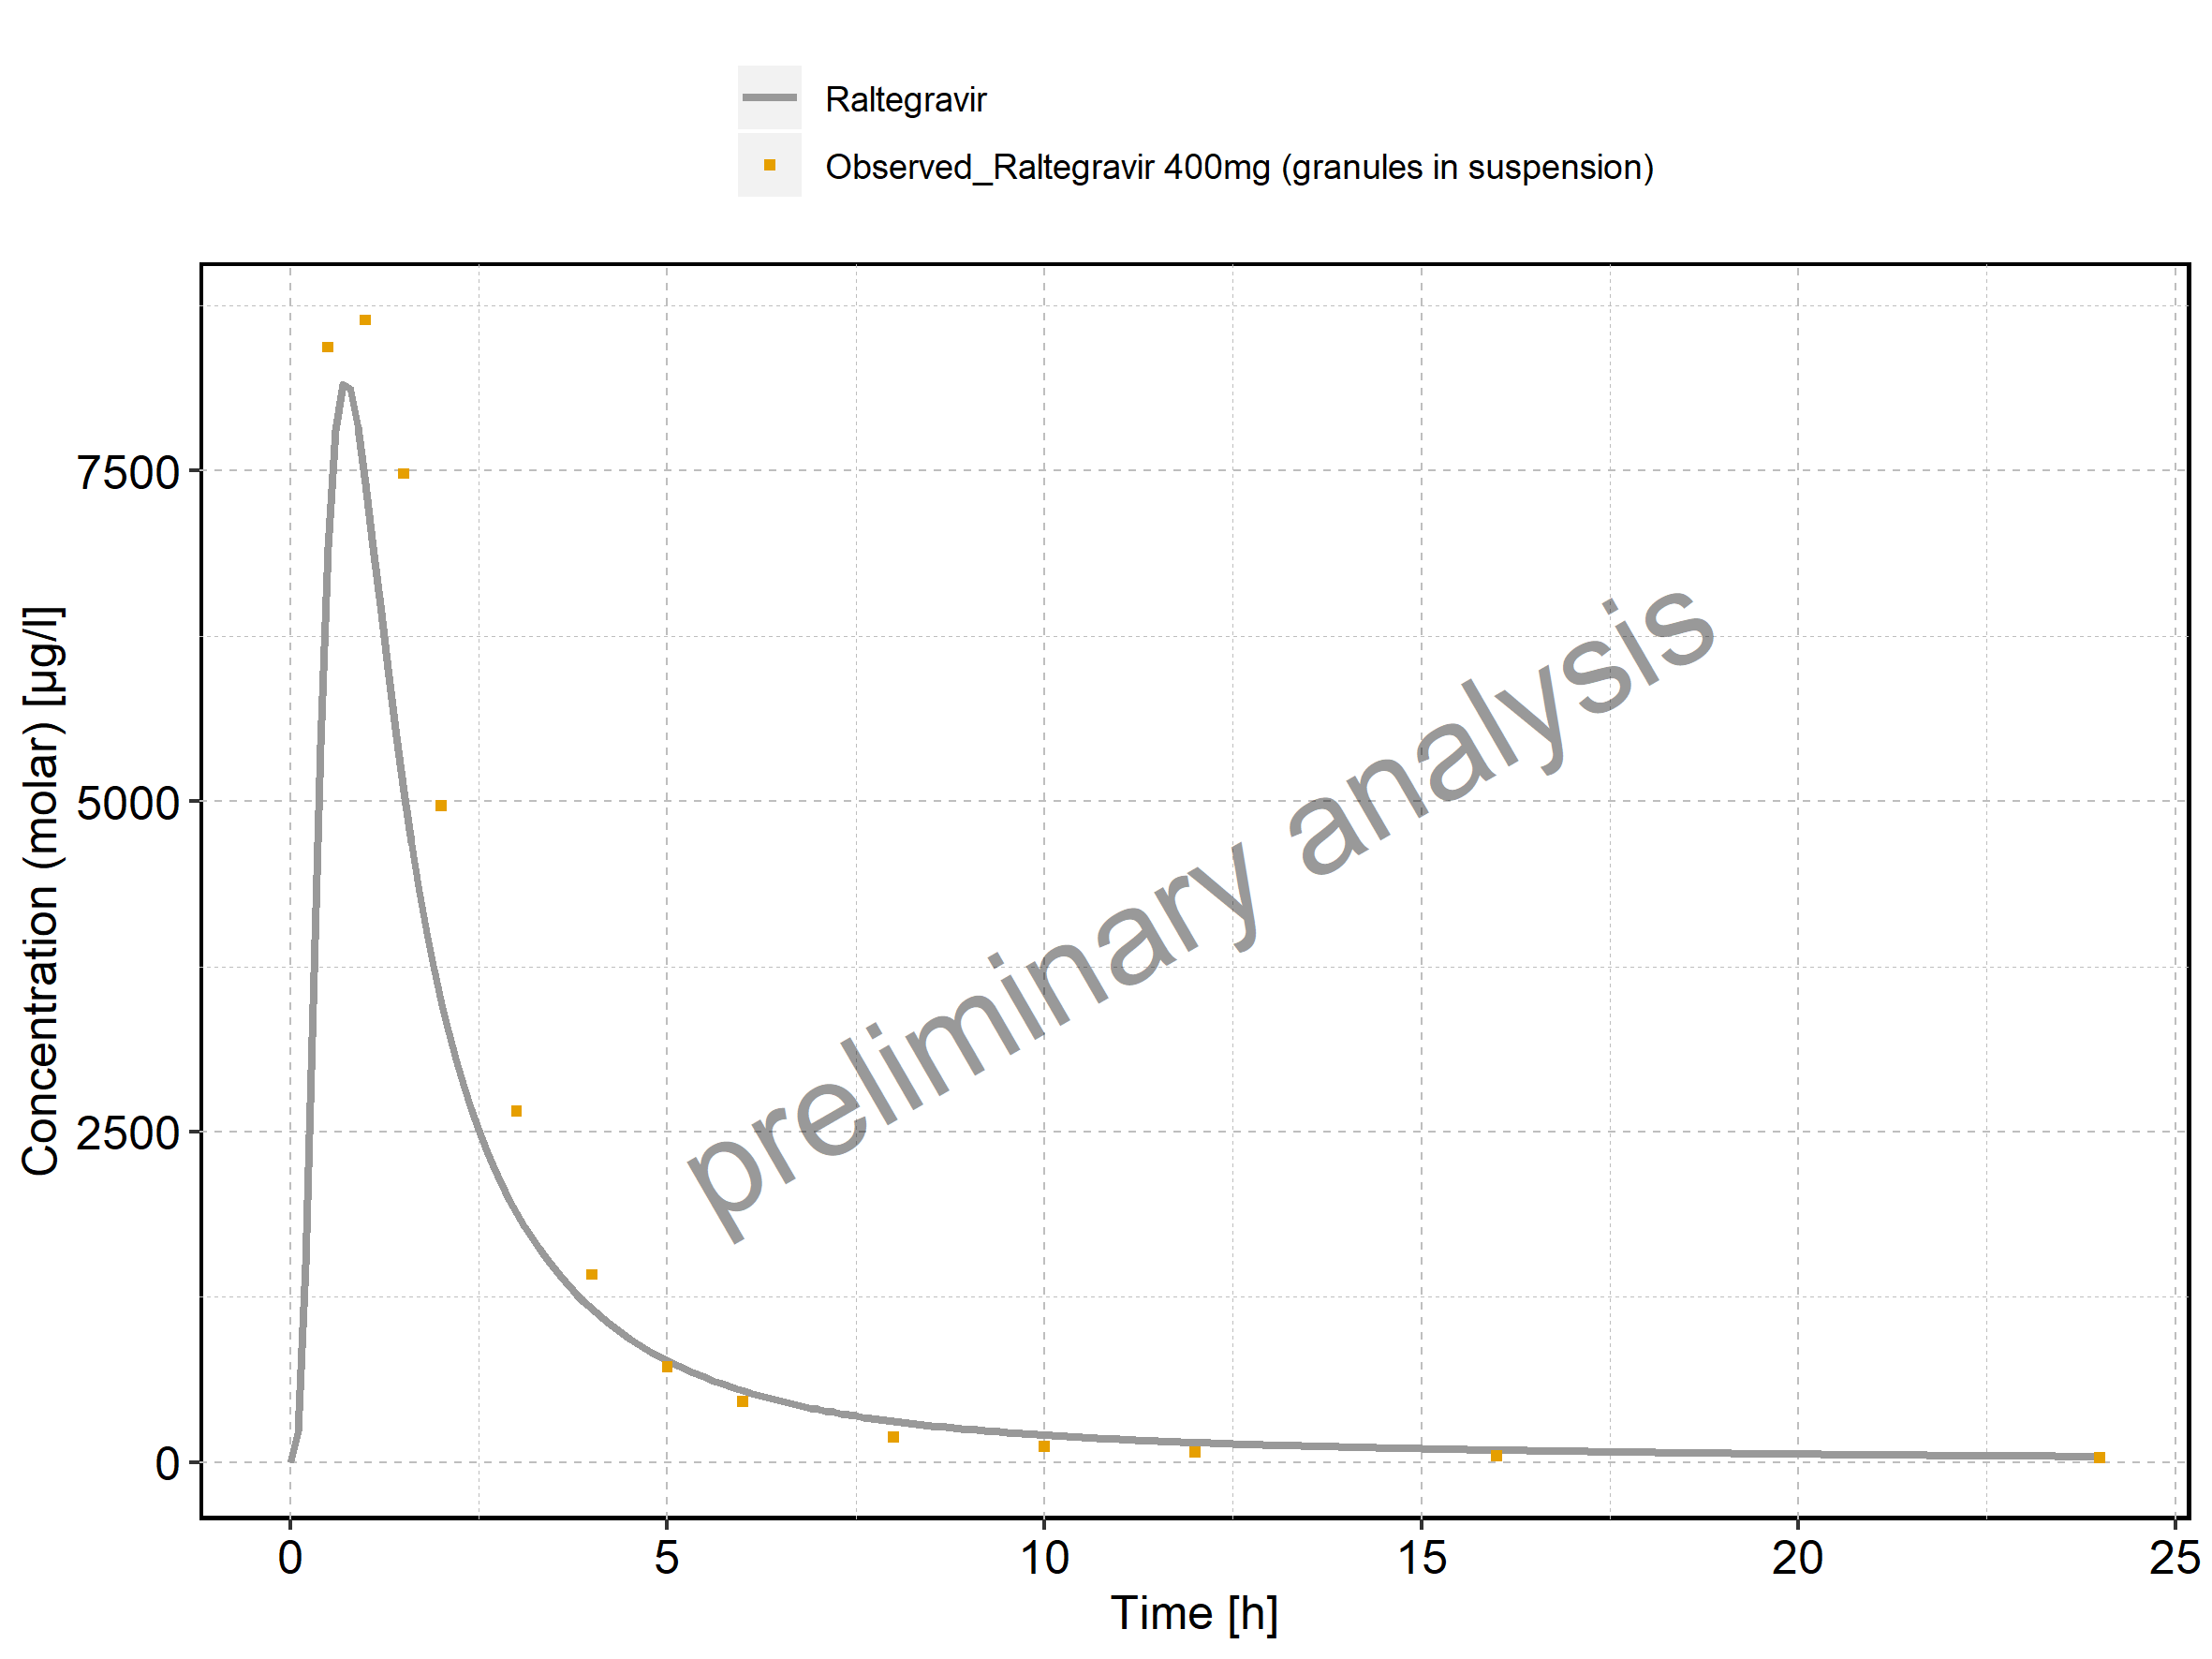 Raltegravir
Observed_Raltegravir 400mg (granules in suspension)
Concentration (molar) [µg/l]
7500
5000
2500
0
preliminary analysis
0 5 10 15 20 25
Time [h]